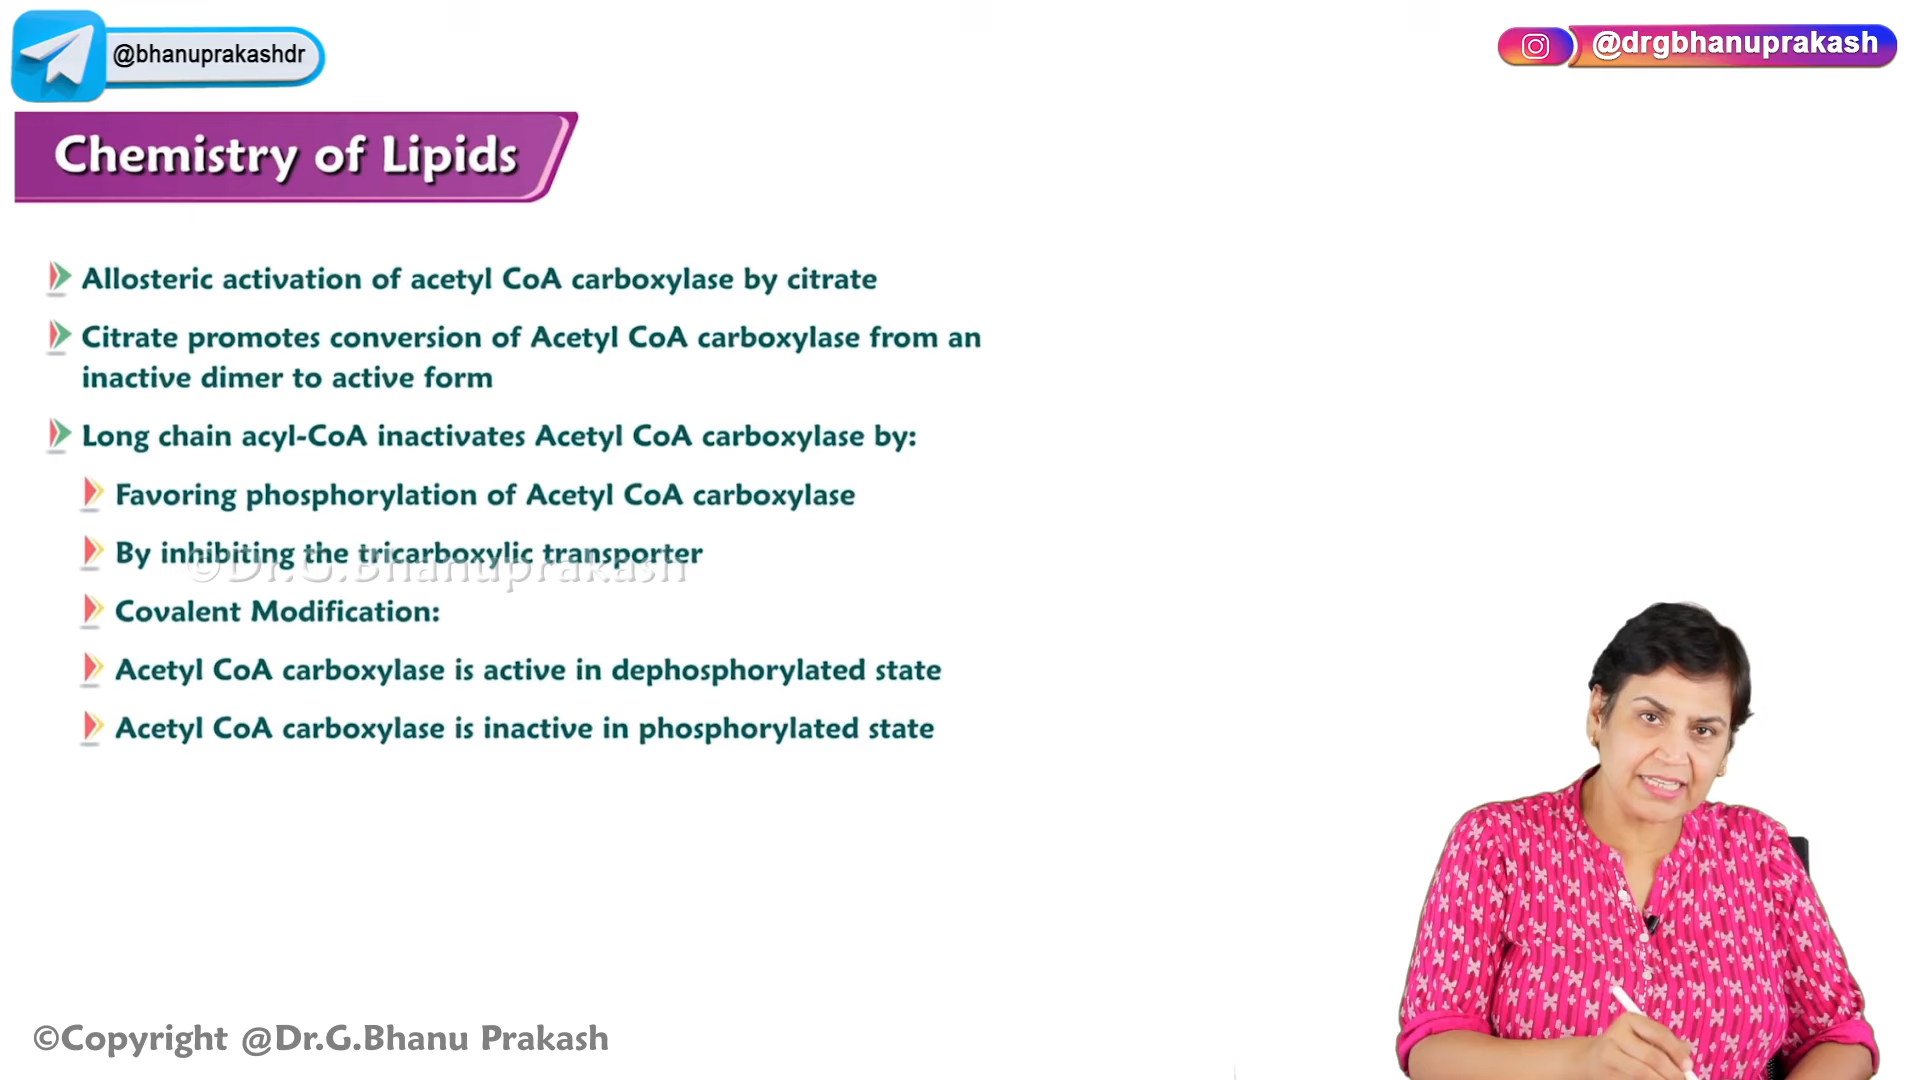 @bhanuprakashdr
@drgbhanuprakash
Chemistry of Lipids
Allosteric activation of acetyl CoA carboxylase by citrate
Citrate promotes conversion of Acetyl CoA carboxylase from an
inactive dimer to active form
Long chain acyl-CoA inactivates Acetyl CoA carboxylase by:
Favoring phosphorylation of Acetyl CoA carboxylase
By inhibiting the tricarboxylic transporter
©Dr.G.Bhanuprakash
Covalent Modification:
Acetyl CoA carboxylase is active in dephosphorylated state
Acetyl CoA carboxylase is inactive in phosphorylated state
©Copyright @Dr.G.Bhanu Prakash